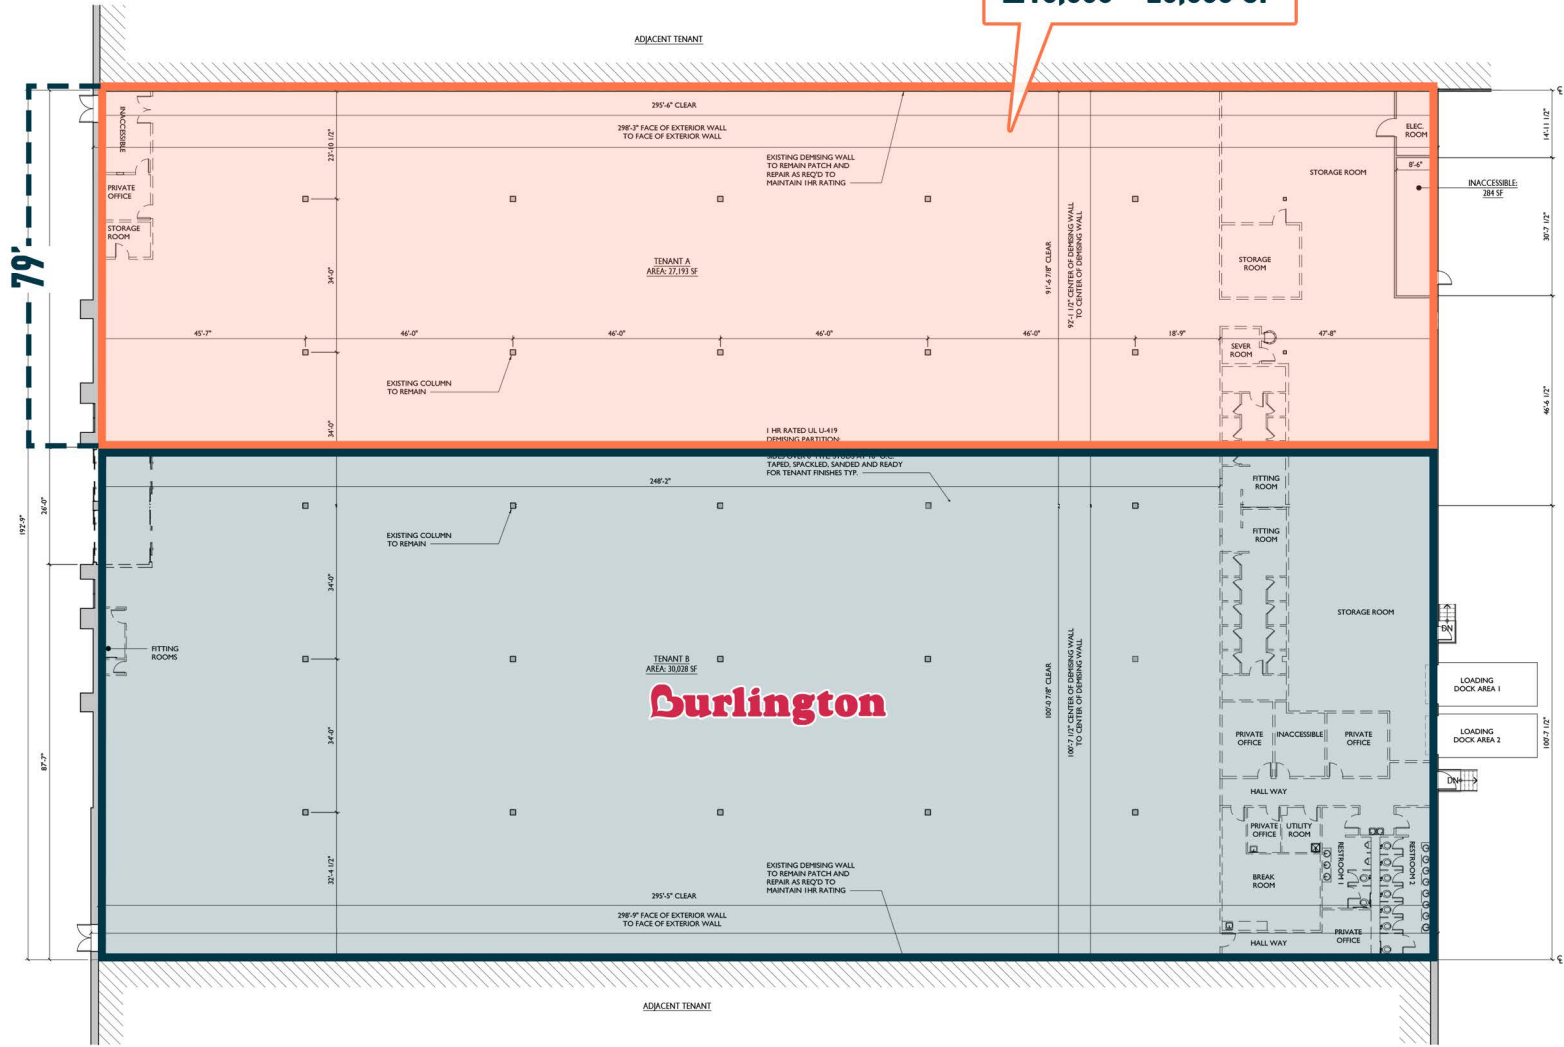 ADJACENT TENANT
295'-6" CLEAR
298'-3" FACE OF EXTERIOR WALL
TO FACE OF EXTERIOR WALL
EXISTING DEMISING WALL
TO REMAIN PATCH AND
REPAIR AS REQ'D TO
MAINTAIN 1HR RATING
INACCESSIBLE
PRIVATE
OFFICE
STORAGE
ROOM
23'-10 1/2"
ELEC.
ROOM
8'-6"
STORAGE ROOM
INACCESSIBLE:
284 SF
14'-11 1/2"
30'-7 1/2"
79'
TENANT A
AREA: 27,193 SF
34'-0"
91'-6 7/8" CLEAR
92'-1 1/2" CENTER OF DEMISING WALL
TO CENTER OF DEMISING WALL
STORAGE
ROOM
45'-7"
46'-0"
46'-0"
46'-0"
46'-0"
18'-9"
47'-8"
SEVER
ROOM
EXISTING COLUMN
TO REMAIN
46'-6 1/2"
34'-0"
1 HR RATED UL U-419
DEMISING PARTITION:
TAPED, SPACKLED, SANDED AND READY
FOR TENANT FINISHES TYP.
248'-2"
FITTING
ROOM
FITTING
ROOM
192'-9"
26'-0"
EXISTING COLUMN
TO REMAIN
34'-0"
STORAGE ROOM
DN
FITTING
ROOMS
TENANT B
AREA: 30,028 SF
Burlington
100'-0 7/8" CLEAR
100'-7 1/2" CENTER OF DEMISING WALL
TO CENTER OF DEMISING WALL
LOADING
DOCK AREA 1
LOADING
DOCK AREA 2
100'-7 1/2"
87'-7"
34'-0"
PRIVATE
OFFICE
INACCESSIBLE
PRIVATE
OFFICE
DN
HALL WAY
PRIVATE
OFFICE
UTILITY
ROOM
RESTROOM 1
RESTROOM 2
BREAK
ROOM
32'-4 1/2"
EXISTING DEMISING WALL
TO REMAIN PATCH AND
REPAIR AS REQ'D TO
MAINTAIN 1HR RATING
295'-5" CLEAR
298'-9" FACE OF EXTERIOR WALL
TO FACE OF EXTERIOR WALL
PRIVATE
OFFICE
HALL WAY
ADJACENT TENANT